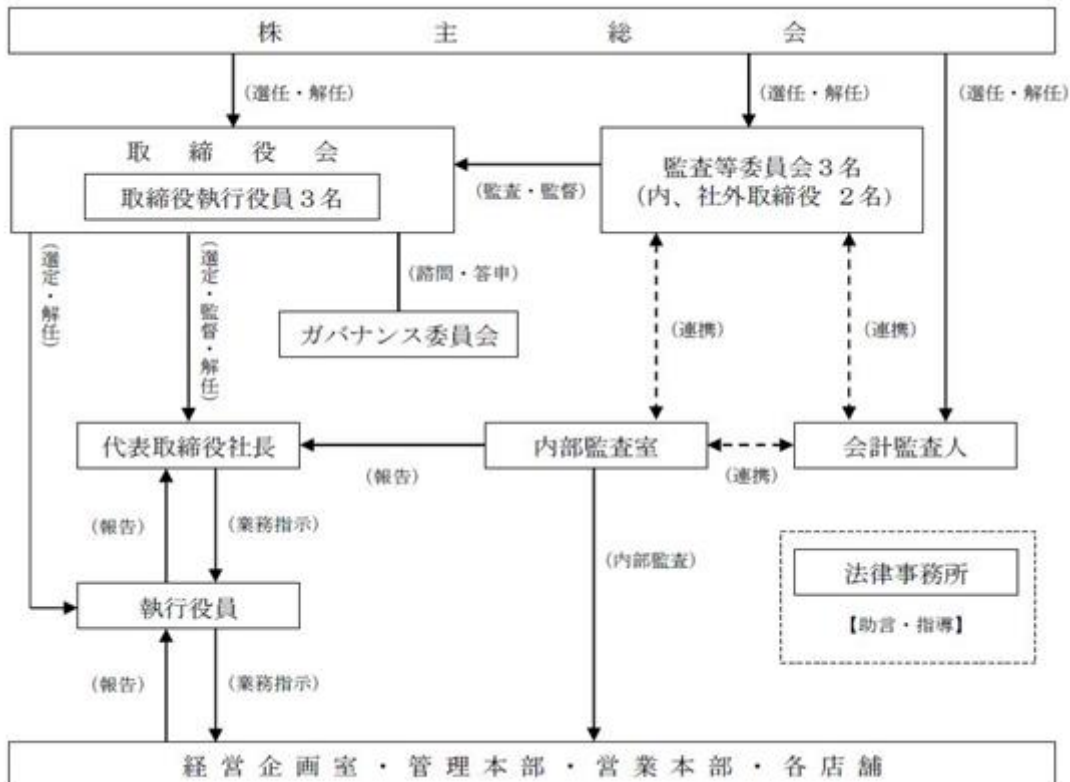 株主総会
(選任・解任)
(選任・解任)
(選任・解任)
取締役会
取締役執行役員3名
(監査・監督)
監査等委員会3名
(内、社外取締役 2名)
(選定・解任)
(選定・監督・解任)
(諮問・答申)
ガバナンス委員会
(連携)
(連携)
代表取締役社長
(報告)
内部監査室
(連携)
会計監査人
(報告)
(業務指示)
(内部監査)
執行役員
法律事務所
【助言・指導】
(報告)
(業務指示)
経営企画室・管理本部・営業本部・各店舗